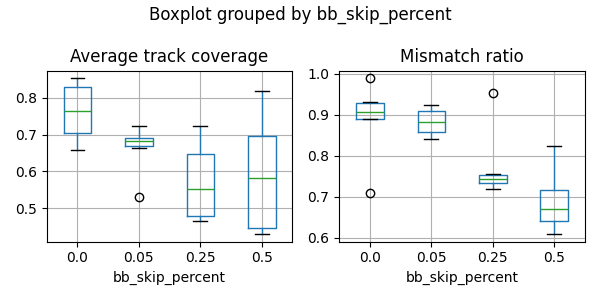 Boxplot grouped by bb_skip_percent
Average track coverage
0.8
0.7
0.6
0.5
0.0 0.05 0.25 0.5
bb_skip_percent
Mismatch ratio
1.0
0.9
0.8
0.7
0.6
0.0 0.05 0.25 0.5
bb_skip_percent